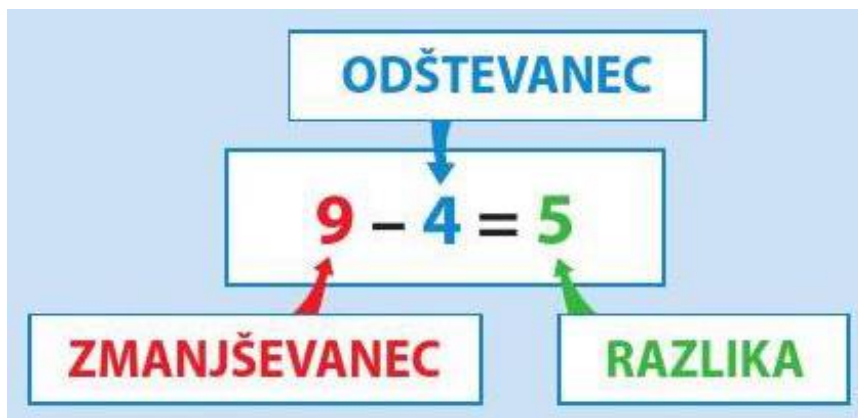 ODŠTEVANEC
9 – 4 = 5
ZMANJŠEVANEC
RAZLIKA